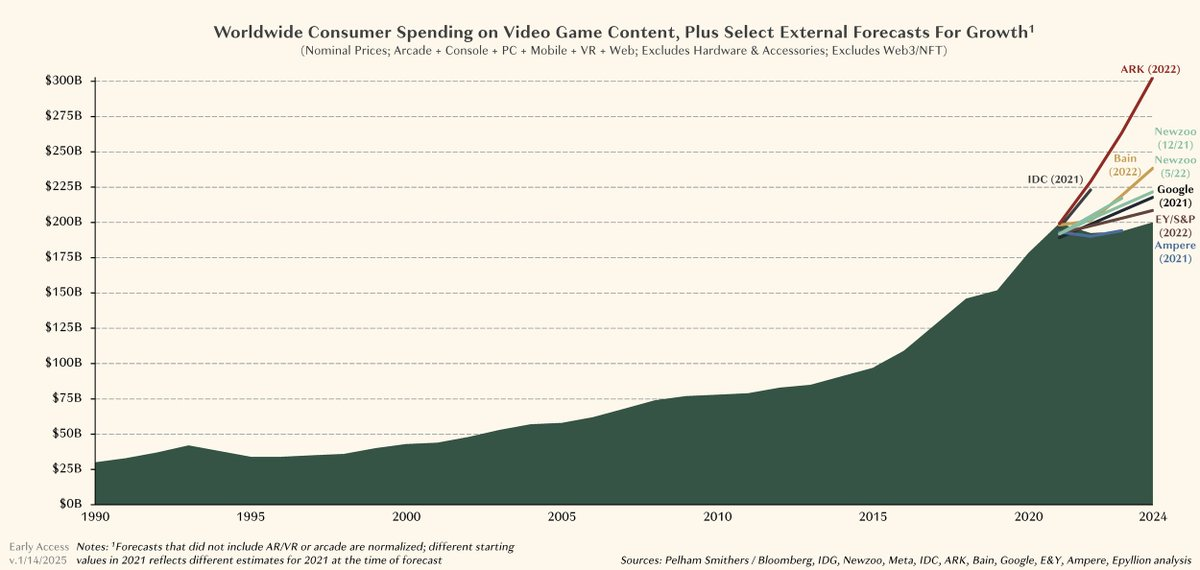 Worldwide Consumer Spending on Video Game Content, Plus Select External Forecasts For Growth¹
(Nominal Prices; Arcade + Console + PC + Mobile + VR + Web; Excludes Hardware & Accessories; Excludes Web3/NFT)
$300B
$275B
$250B
$225B
$200B
$175B
$150B
$125B
$100B
$75B
$50B
$25B
$0B
ARK (2022)
Newzoo
(12/21)
Bain
(2022)
Newzoo
(5/22)
IDC (2021)
Google
(2021)
EY/S&P
(2022)
Ampere
(2021)
1990
1995
2000
2005
2010
2015
2020
2024
Early Access
v.1/14/2025
Notes: ¹Forecasts that did not include AR/VR or arcade are normalized; different starting
values in 2021 reflects different estimates for 2021 at the time of forecast
Sources: Pelham Smithers / Bloomberg, IDG, Newzoo, Meta, IDC, ARK, Bain, Google, E&Y, Ampere, Epyllion analysis